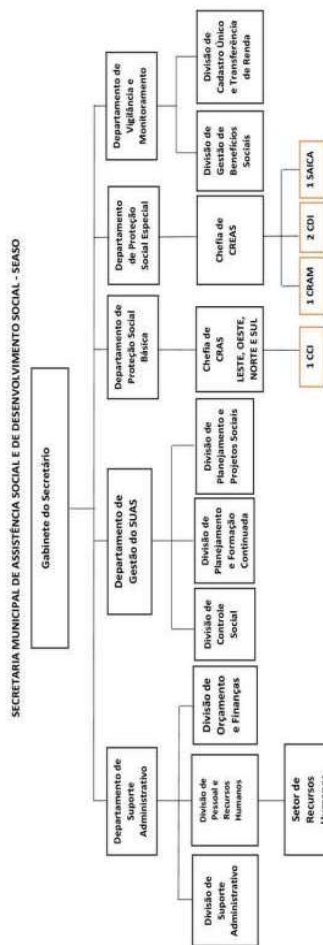 SECRETARIA MUNICIPAL DE ASSISTÊNCIA SOCIAL E DE DESENVOLVIMENTO SOCIAL - SEASO
Gabinete do Secretário
Departamento de
Suporte
Administrativo
Departamento de
Gestão do SUAS
Departamento de
Proteção Social
Básica
Departamento
de Proteção
Social Especial
Departamento de
Vigilância e
Monitoramento
Divisão de
Suporte
Administrativo
Divisão de
Pessoal e
Recursos
Humanos
Divisão de
Orçamento
e Finanças
Divisão de
Controle
Social
Divisão de
Planejamento
e Formação
Continuada
Divisão de
Planejamento e
Projetos Sociais
Chefia de
CRAS
LESTE, OESTE,
NORTE E SUL
Chefia de
CREAS
Divisão de
Gestão de
Benefícios
Sociais
Divisão de
Cadastro Único
e Transferência
de Renda
Setor de
Recursos
Humanos
1 CCI
1 CRAM
2 CDI
1 SAICA